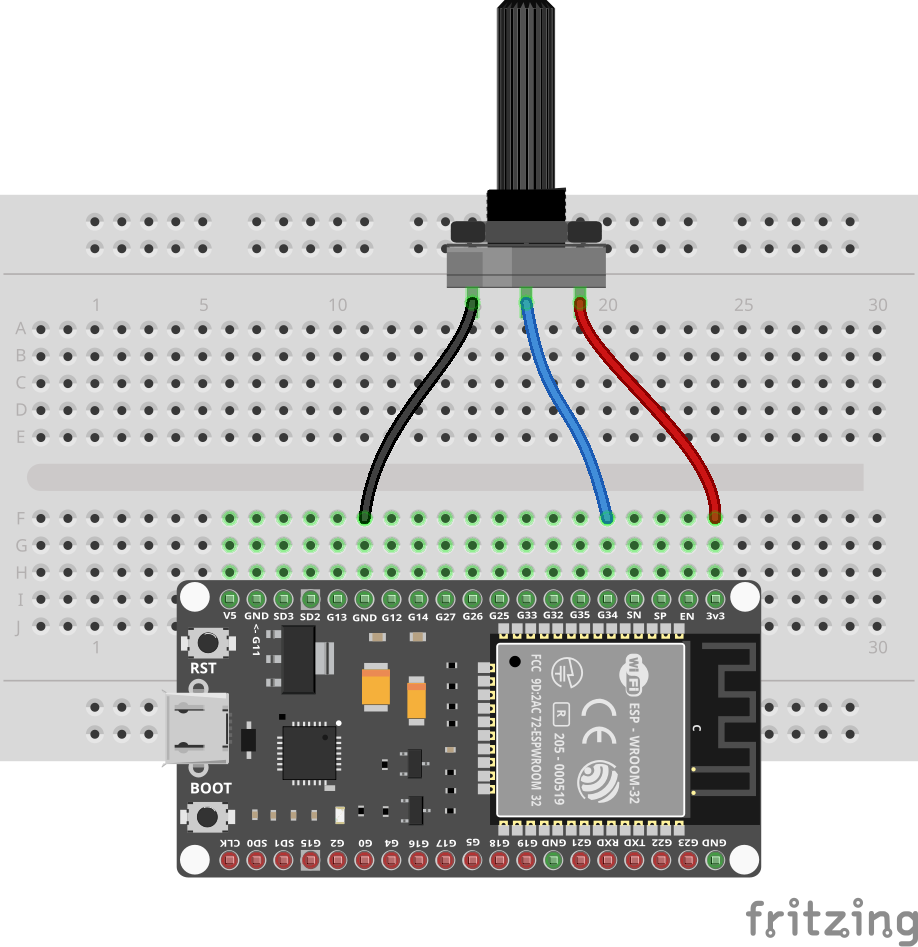 1 5 10 20 25 30
A
B
C
D
E
F
G
H
I
J
1 30
V5 GND SD3 SD2 G13 GND G12 G14 G27 G26 G25 G33 G32 G35 G34 SN SP EN 3v3
<- G11
RST
BOOT
FCC 9D:2AC 72-ESPWROOM 32
R 205 - 000519
CE
Wi Fi
ESP - WROOM-32
C
CLK SD0 SD1 G15 G2 G0 G4 G16 G17 G5 G18 G19 GND G21 RXD TXD G22 G23 GND
fritzing